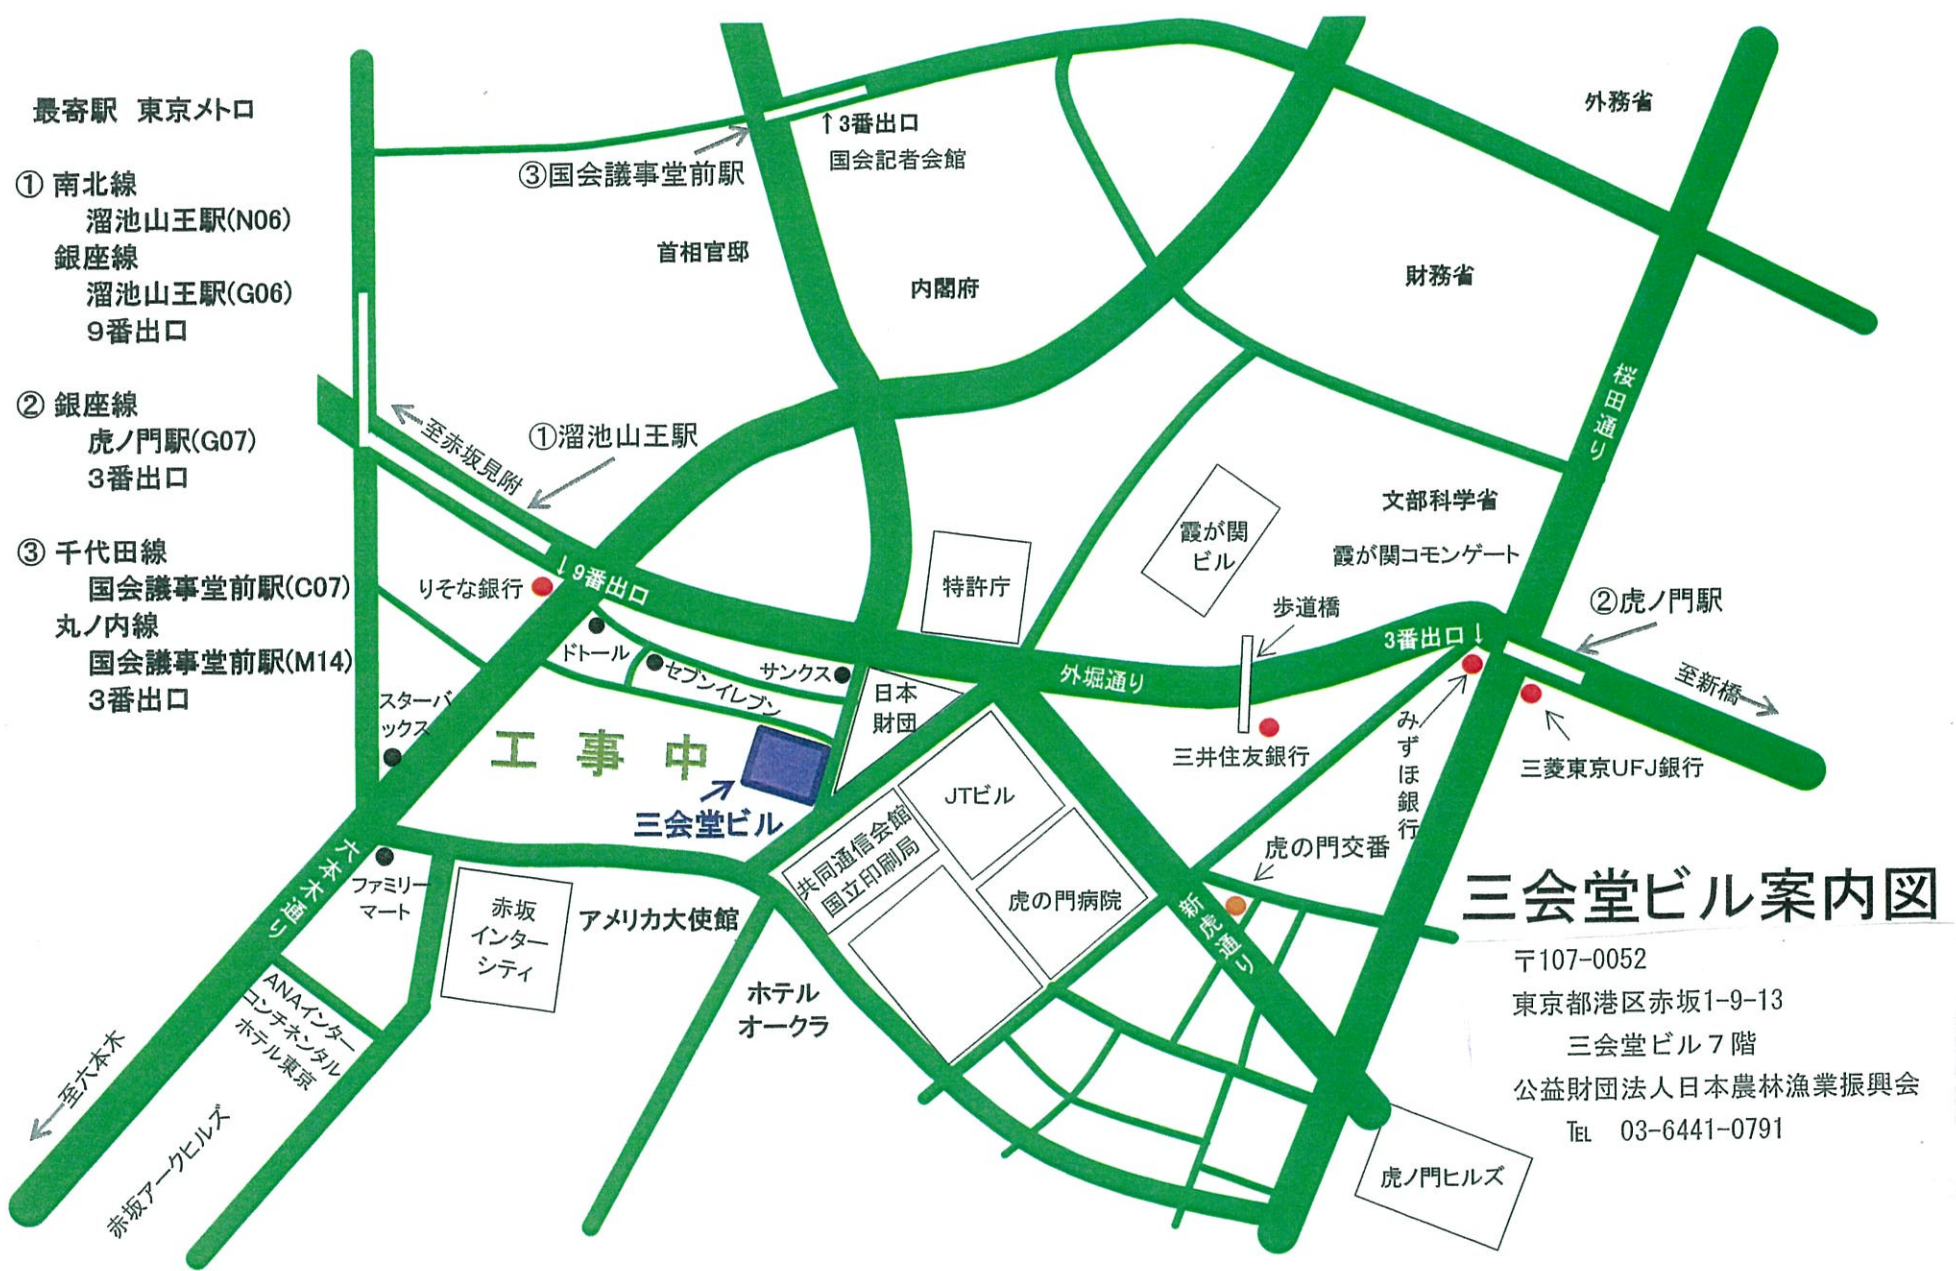 最寄駅 東京メトロ
① 南北線
溜池山王駅(N06)
銀座線
溜池山王駅(G06)
9番出口
② 銀座線
虎ノ門駅(G07)
3番出口
③ 千代田線
国会議事堂前駅(C07)
丸ノ内線
国会議事堂前駅(M14)
3番出口
↑3番出口
国会記者会館
③国会議事堂前駅
首相官邸
内閣府
外務省
財務省
桜田通り
至赤坂見附
①溜池山王駅
↑9番出口
りそな銀行
特許庁
霞が関
ビル
文部科学省
霞が関コモンゲート
歩道橋
3番出口↓
②虎ノ門駅
至新橋
外堀通り
ドトール
セブンイレブン
サンクス
日本
財団
スターバ
ックス
工事中
三会堂ビル
三井住友銀行
みずほ銀行
三菱東京UFJ銀行
JTビル
共同通信会館
国立印刷局
虎の門病院
虎の門交番
新虎通り
六本木通り
ファミリー
マート
赤坂
インター
シティ
アメリカ大使館
ホテル
オークラ
ANAインター
コンチネンタル
ホテル東京
至六本木
赤坂アークヒルズ
虎ノ門ヒルズ
三会堂ビル案内図
〒107-0052
東京都港区赤坂1-9-13
三会堂ビル7階
公益財団法人日本農林漁業振興会
℡ 03-6441-0791